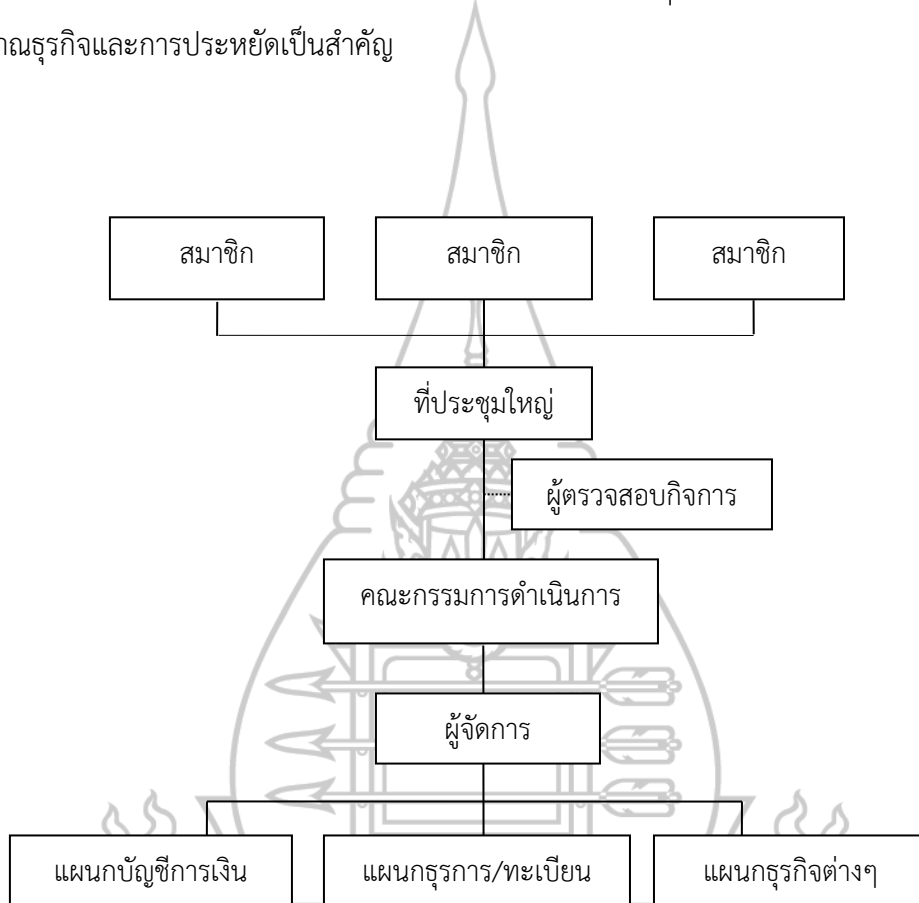 ธุรกิจและการประหยัดเป็นสำคัญ
สมาชิก สมาชิก สมาชิก
ที่ประชุมใหญ่
ผู้ตรวจสอบกิจการ
คณะกรรมการดำเนินการ
ผู้จัดการ
แผนกบัญชีการเงิน แผนกธุรการ/ทะเบียน แผนกธุรกิจต่างๆ